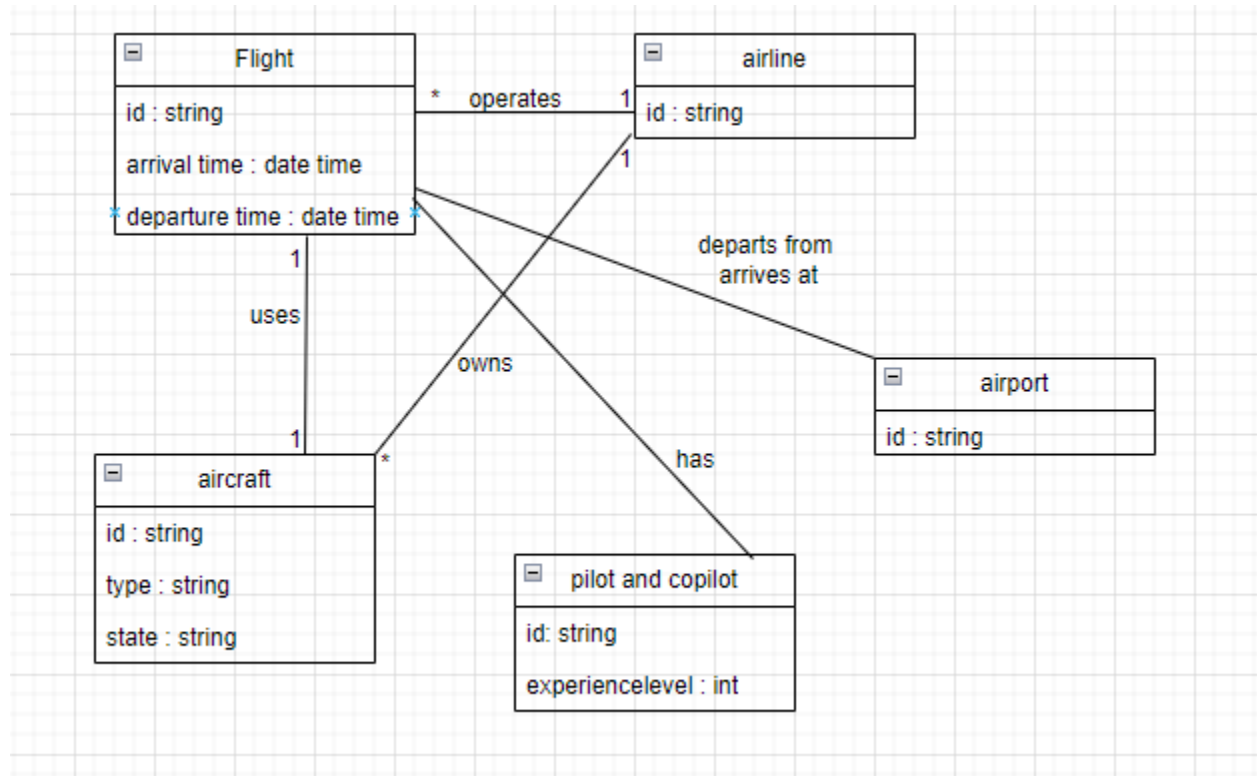 Flight
id : string
arrival time : date time
departure time : date time
* operates 1
airline
id : string
1
departs from
arrives at
1
uses
1
owns
*
has
airport
id : string
aircraft
id : string
type : string
state : string
pilot and copilot
id: string
experiencelevel : int